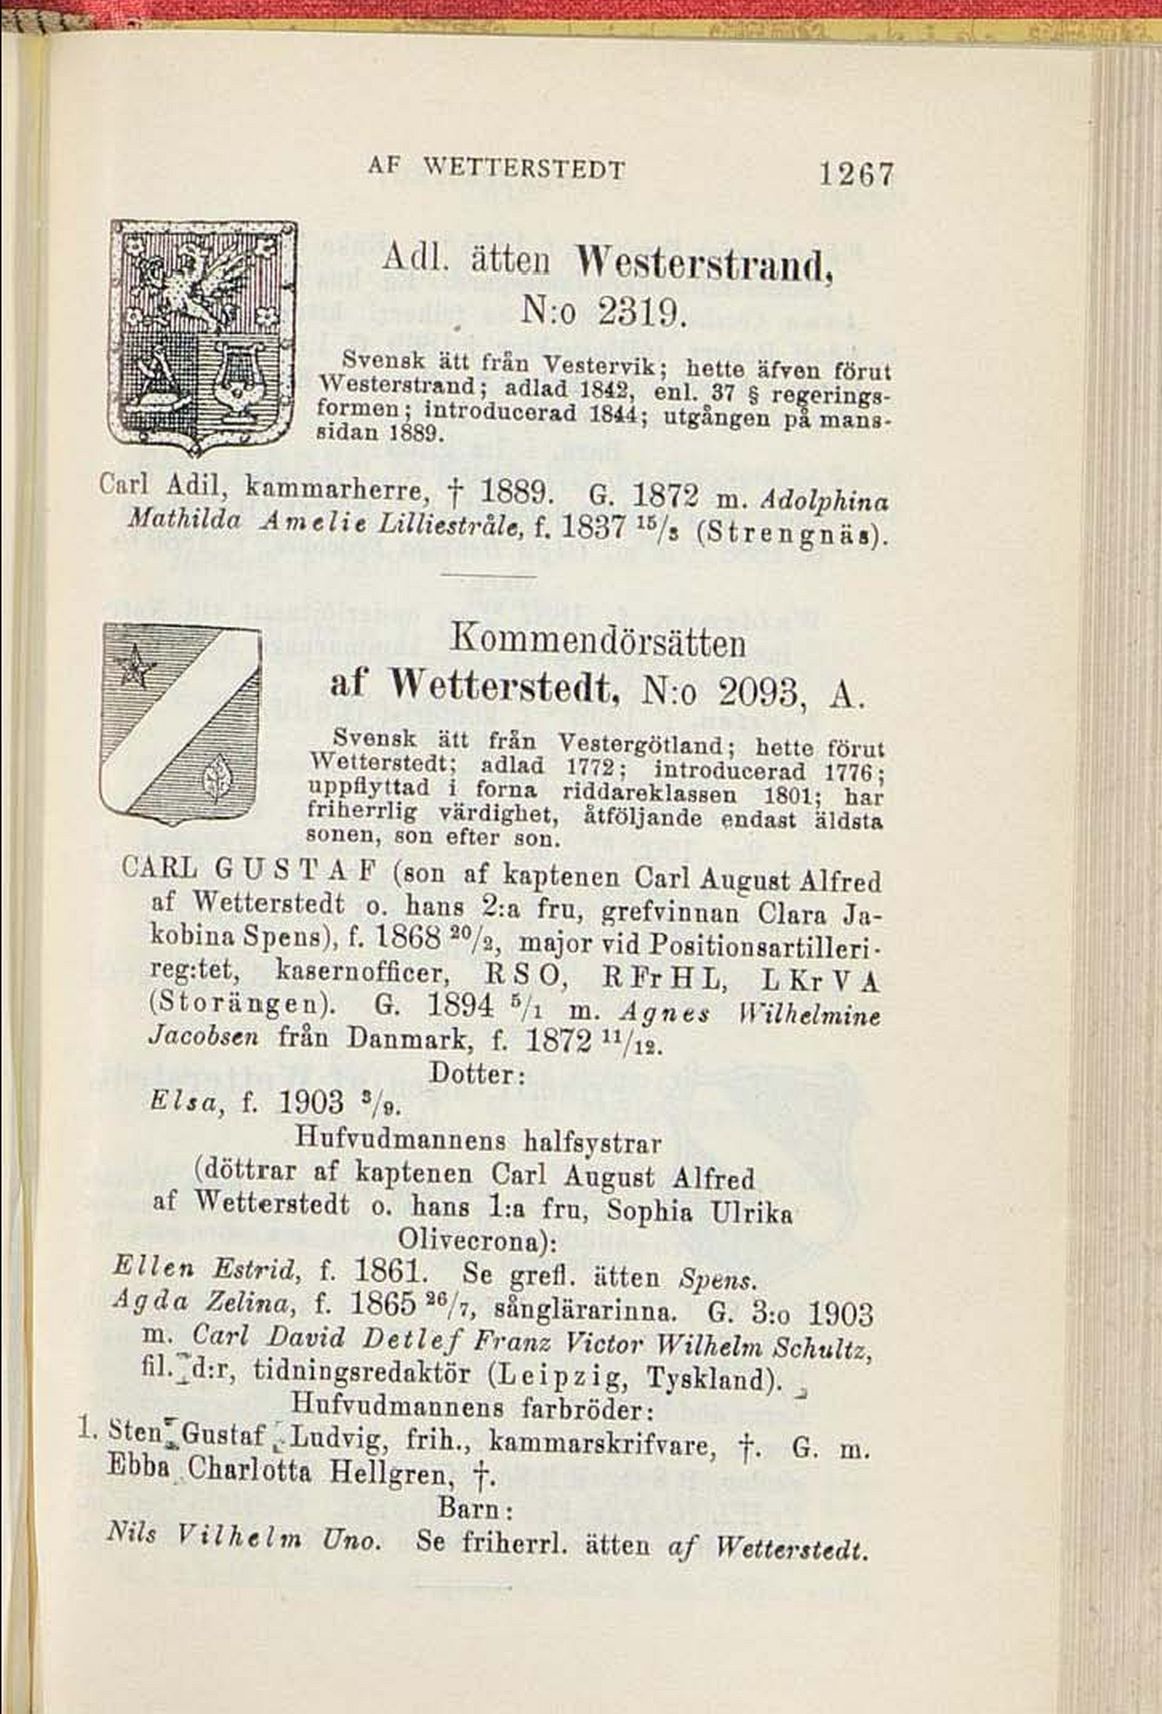 AF WETTERSTEDT 1267
Adl. ätten Westerstrand,
N:o 2319.
Svensk ätt från Vestervik; hette äfven förut
Westerstrand; adlad 1842, enl. 37 § regerings-
formen; introducerad 1844; utgången på mans-
sidan 1889.
Carl Adil, kammarherre, † 1889. G. 1872 m. Adolphina
Mathilda Amelie Lilliestråle, f. 1837 15/3 (Strengnäs).
Kommendörsätten
af Wetterstedt, N:o 2093, A.
Svensk ätt från Vestergötland; hette förut
Wetterstedt; adlad 1772; introducerad 1776;
uppflyttad i forna riddareklassen 1801; har
friherrlig värdighet, åtföljande endast äldsta
sonen, son efter son.
CARL GUSTAF (son af kaptenen Carl August Alfred
af Wetterstedt o. hans 2:a fru, grefvinnan Clara Ja-
kobina Spens), f. 1868 20/2, major vid Positionsartilleri-
reg:tet, kasernofficer, RSO, RFrHL, LKrVA
(Storängen). G. 1894 5/1 m. Agnes Wilhelmine
Jacobsen från Danmark, f. 1872 11/12.
Dotter:
Elsa, f. 1903 3/9.
Hufvudmannens halfsystrar
(döttrar af kaptenen Carl August Alfred
af Wetterstedt o. hans 1:a fru, Sophia Ulrika
Olivecrona):
Ellen Estrid, f. 1861. Se grefl. ätten Spens.
Agda Zelina, f. 1865 26/7, sånglärarinna. G. 3:o 1903
m. Carl David Detlef Franz Victor Wilhelm Schultz,
fil. d:r, tidningsredaktör (Leipzig, Tyskland).
Hufvudmannens farbröder:
1. Sten Gustaf Ludvig, frih., kammarskrifvare, †. G. m.
Ebba Charlotta Hellgren, †.
Barn:
Nils Vilhelm Uno. Se friherrl. ätten af Wetterstedt.